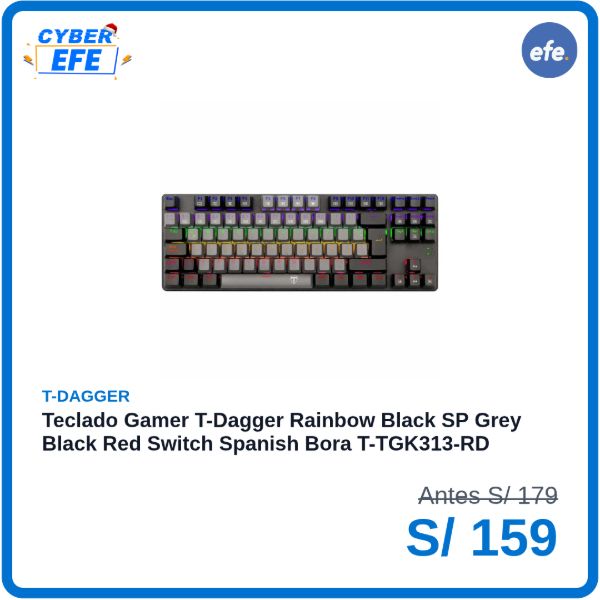 CYBER
EFE
efe.
T-DAGGER
Teclado Gamer T-Dagger Rainbow Black SP Grey
Black Red Switch Spanish Bora T-TGK313-RD
Antes S/ 179
S/ 159